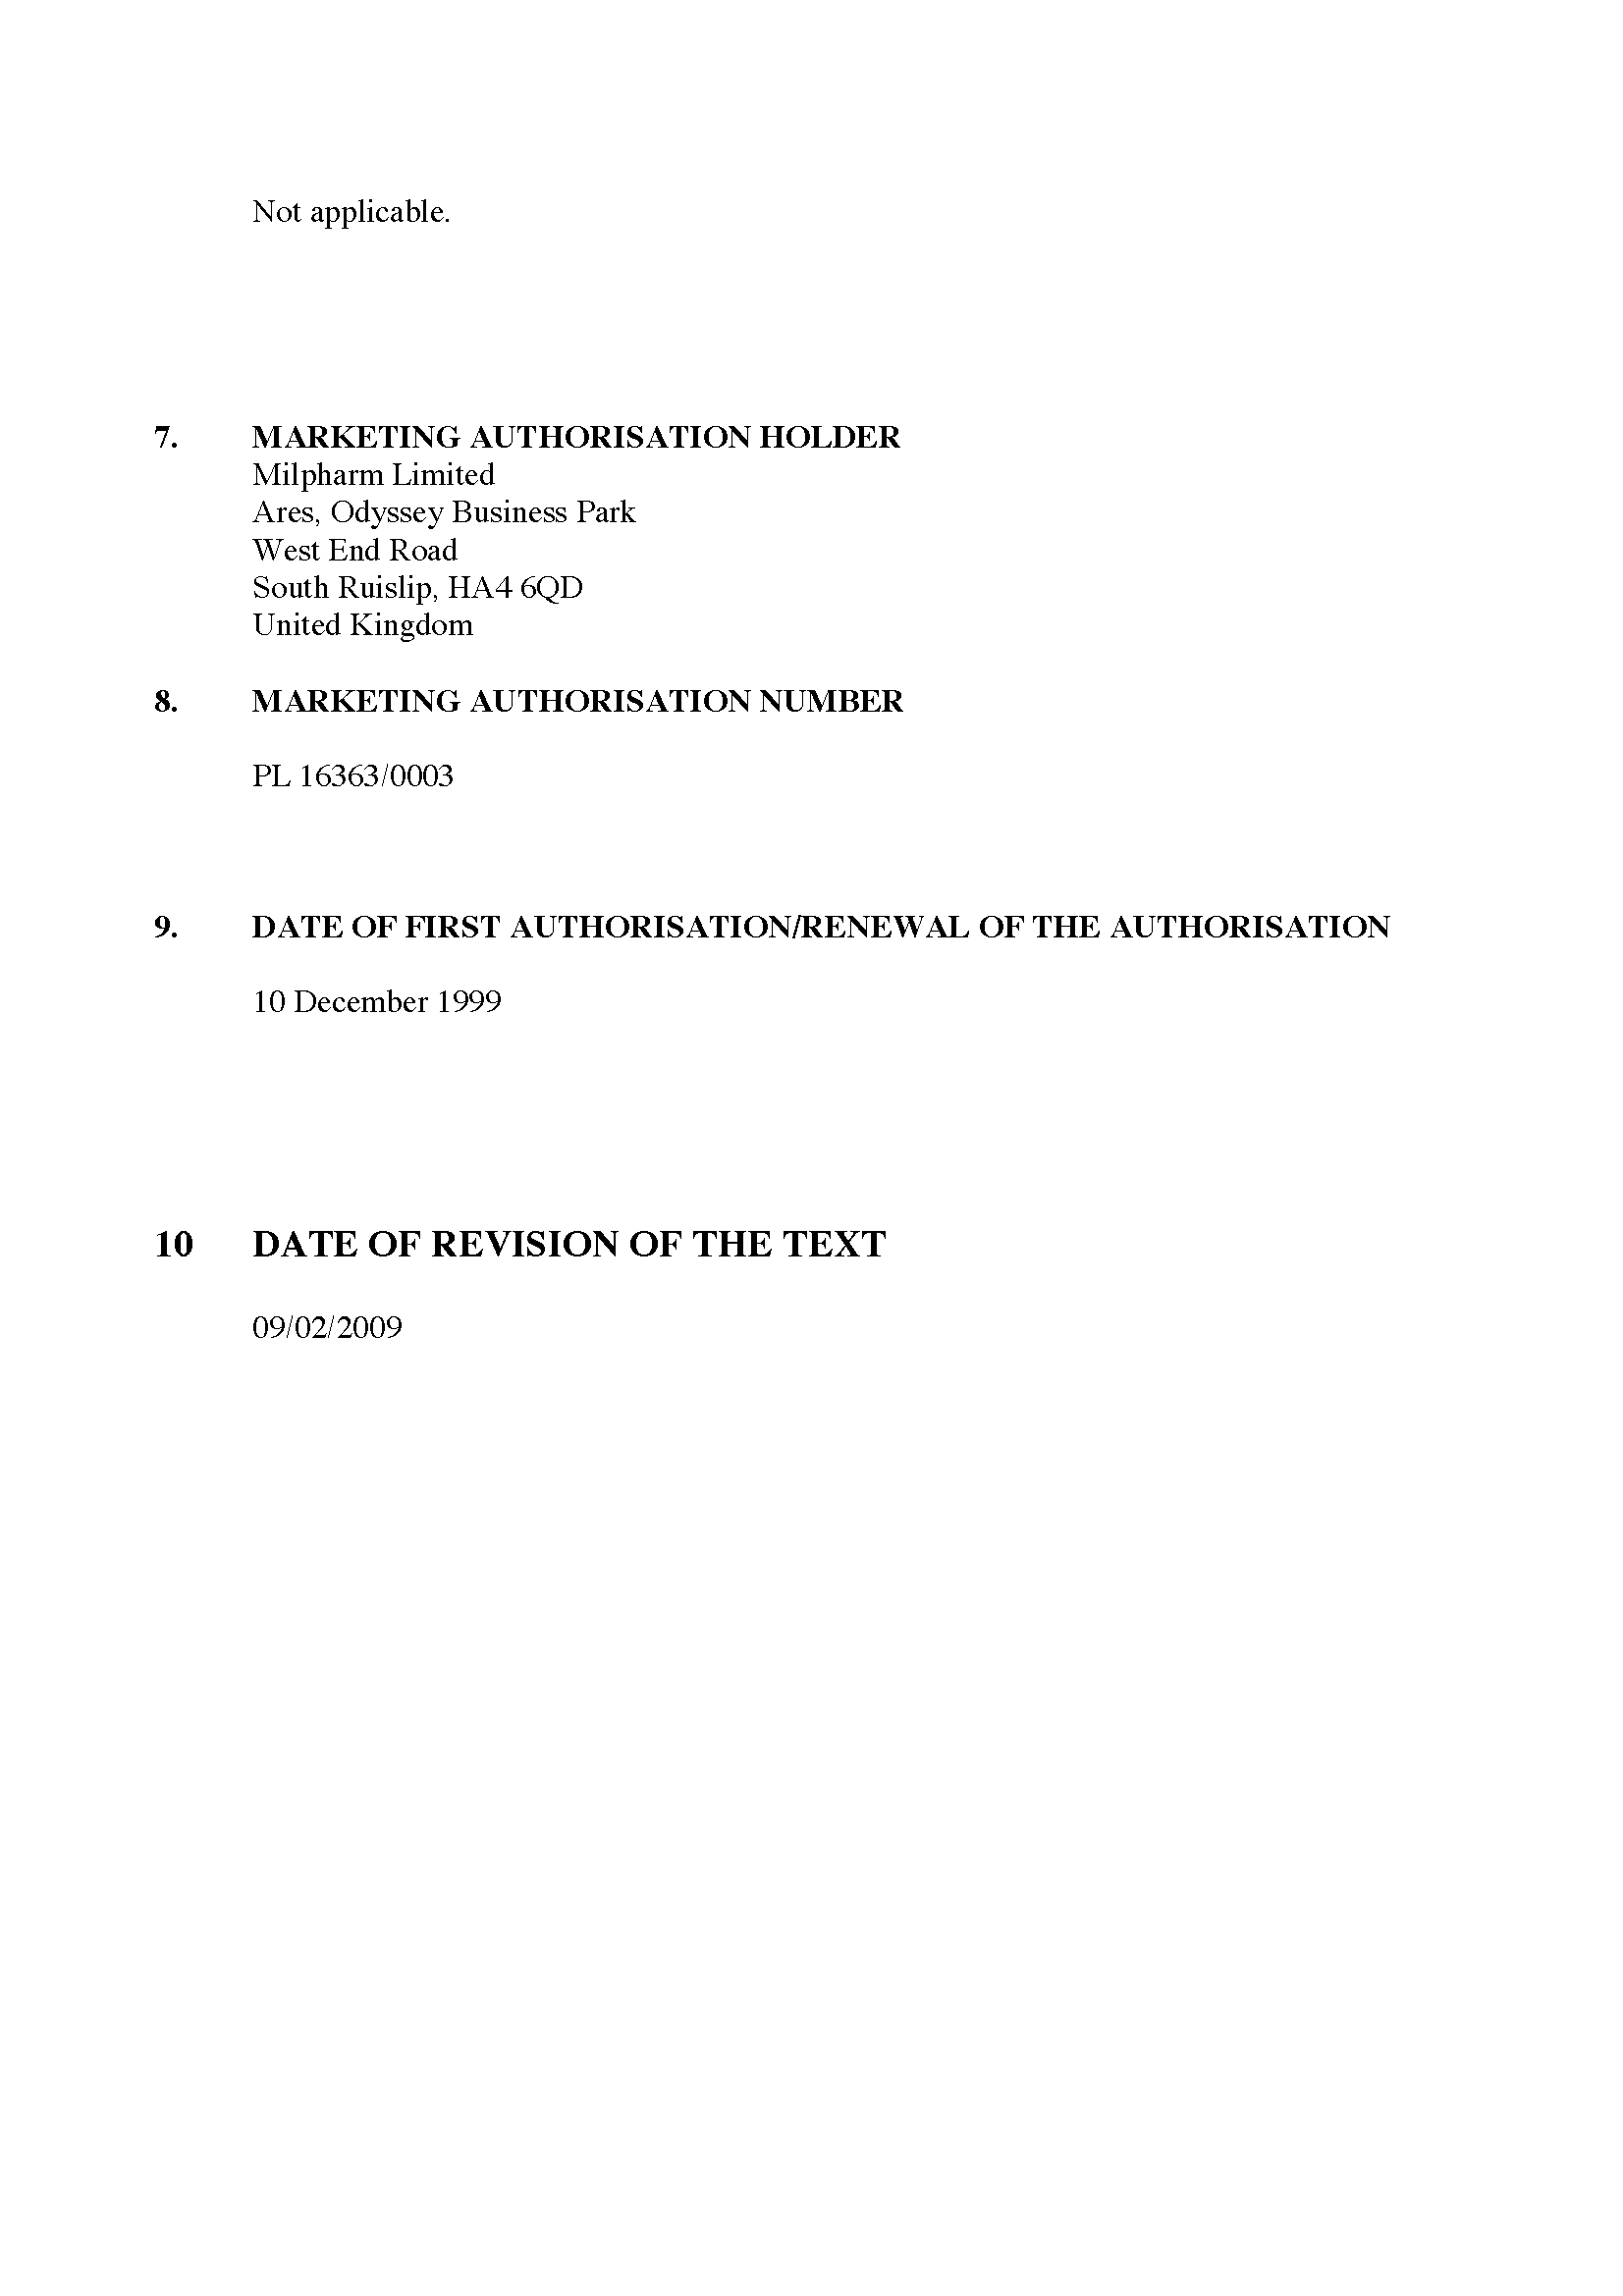 Not applicable.
7. MARKETING AUTHORISATION HOLDER
Milpharm Limited
Ares, Odyssey Business Park
West End Road
South Ruislip, HA4 6QD
United Kingdom
8. MARKETING AUTHORISATION NUMBER
PL 16363/0003
9. DATE OF FIRST AUTHORISATION/RENEWAL OF THE AUTHORISATION
10 December 1999
10 DATE OF REVISION OF THE TEXT
09/02/2009